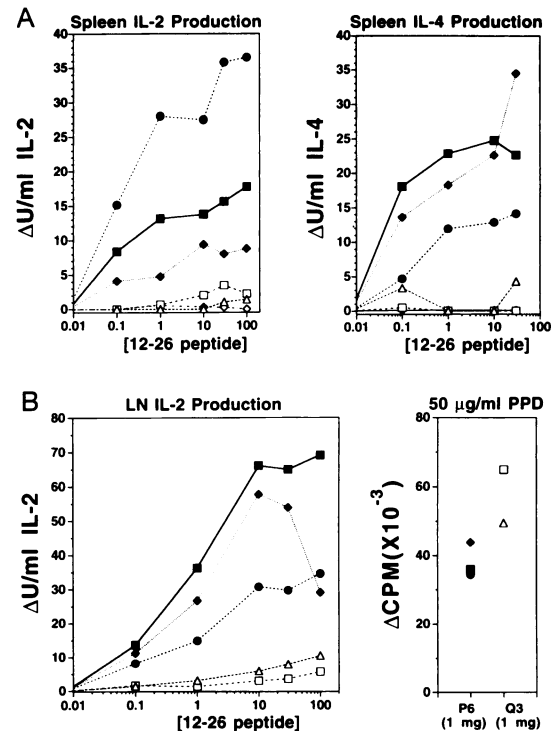 A
Spleen IL-2 Production
ΔU/ml IL-2
40
35
30
25
20
15
10
5
0
0.01 0.1 1 10 100
[12-26 peptide]
Spleen IL-4 Production
ΔU/ml IL-4
40
35
30
25
20
15
10
5
0
0.01 0.1 1 10 100
[12-26 peptide]
B
LN IL-2 Production
ΔU/ml IL-2
80
70
60
50
40
30
20
10
0
0.01 0.1 1 10 100
[12-26 peptide]
50 μg/ml PPD
ΔCPM(X10⁻³)
80
60
40
20
0
P6 Q3
(1 mg) (1 mg)